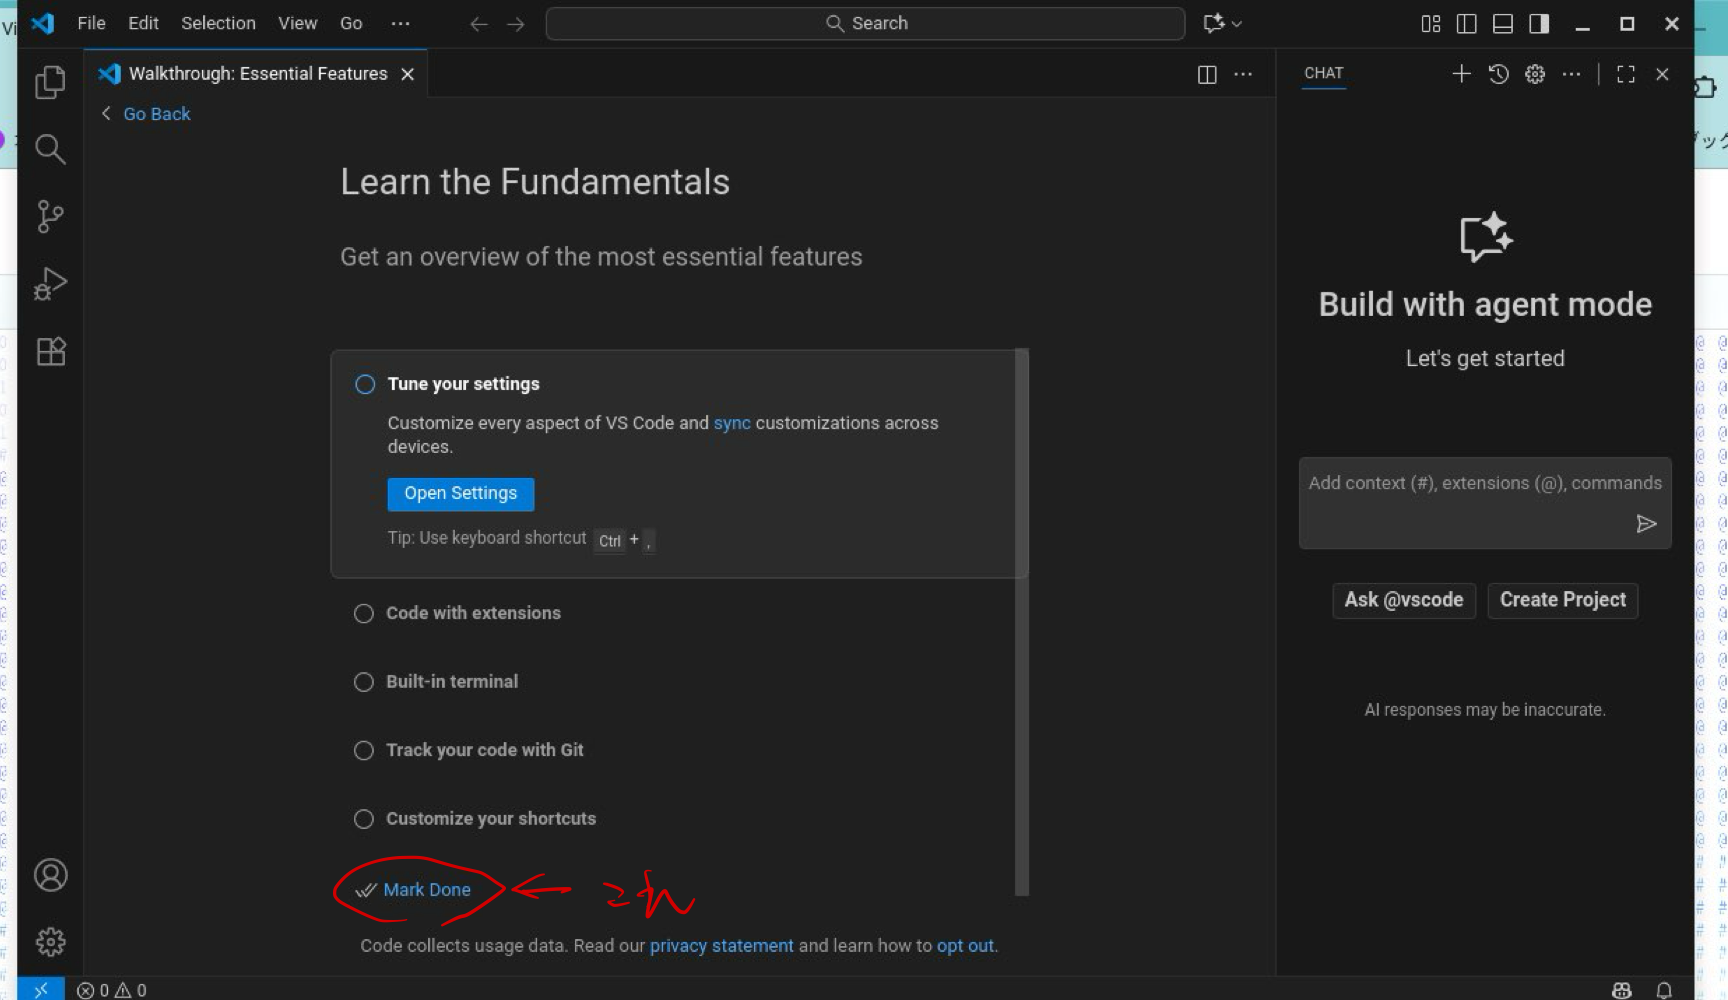 File Edit Selection View Go ··· Search
Vi
Walkthrough: Essential Features
CHAT
Go Back
ブック
Learn the Fundamentals
Get an overview of the most essential features
Build with agent mode
Let's get started
Tune your settings
Customize every aspect of VS Code and sync customizations across
devices.
Open Settings
Tip: Use keyboard shortcut Ctrl + ,
Add context (#), extensions (@), commands
Ask @vscode Create Project
Code with extensions
Built-in terminal
AI responses may be inaccurate.
Track your code with Git
Customize your shortcuts
Mark Done ← これ
Code collects usage data. Read our privacy statement and learn how to opt out.
0 0